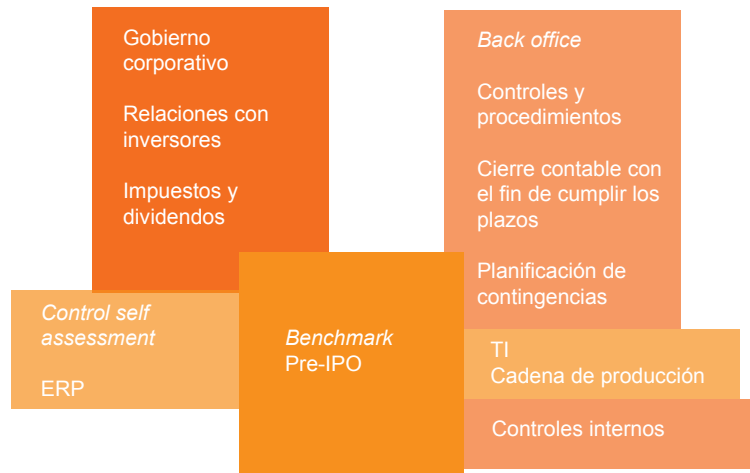 Gobierno
corporativo
Relaciones con
inversores
Impuestos y
dividendos
Back office
Controles y
procedimientos
Cierre contable con
el fin de cumplir los
plazos
Planificación de
contingencias
Control self
assessment
ERP
Benchmark
Pre-IPO
TI
Cadena de producción
Controles internos